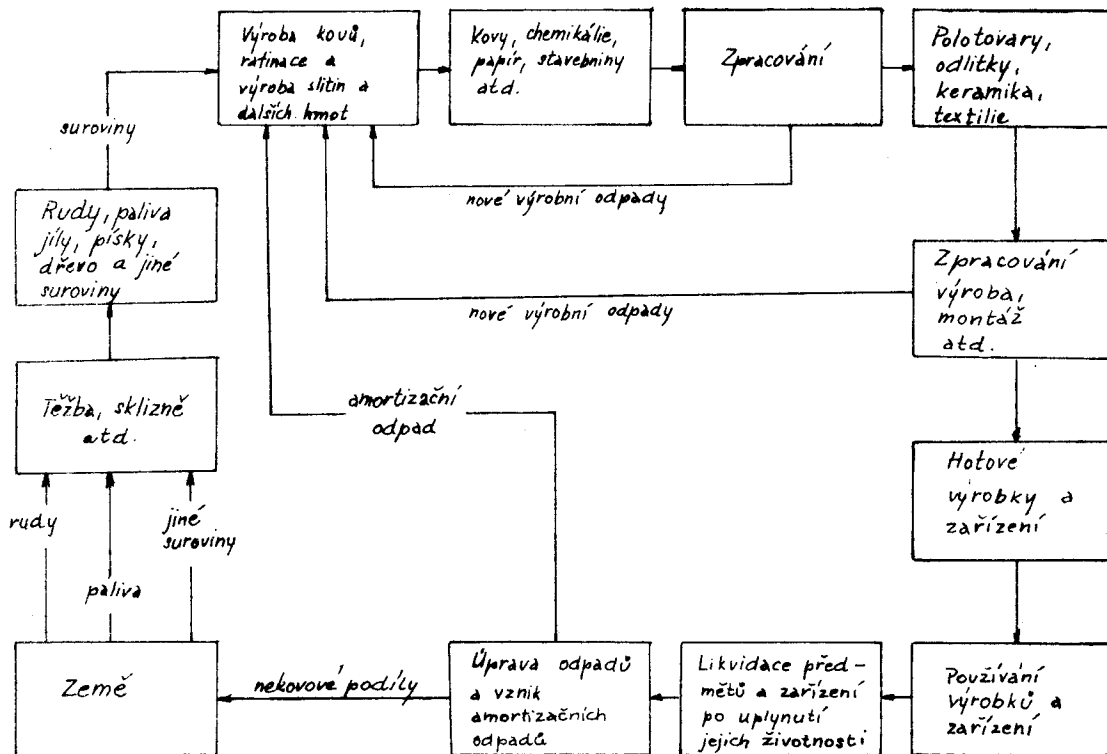 Výroba kovů,
rafinace a
výroba slitin a
dalších hmot
Kovy, chemikálie,
papír, stavebniny
atd.
Zpracování
Polotovary,
odlitky,
keramika,
textilie
suroviny
nové výrobní odpady
Rudy, paliva
jíly, písky,
dřevo a jiné
suroviny
Zpracování
výroba,
montáž
atd.
nové výrobní odpady
Těžba, sklizně
atd.
amortizační
odpad
Hotové
výrobky a
zařízení
rudy
jiné
suroviny
paliva
Země
nekovové podíly
Úprava odpadů
a vznik
amortizačních
odpadů
Likvidace před-
mětů a zařízení
po uplynutí
jejich životnosti
Používání
výrobků a
zařízení